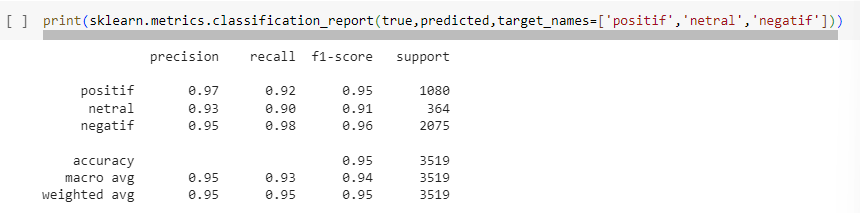 [ ] print(sklearn.metrics.classification_report(true,predicted,target_names=['positif','netral','negatif']))
precision recall f1-score support
positif 0.97 0.92 0.95 1080
netral 0.93 0.90 0.91 364
negatif 0.95 0.98 0.96 2075
accuracy 0.95 3519
macro avg 0.95 0.93 0.94 3519
weighted avg 0.95 0.95 0.95 3519